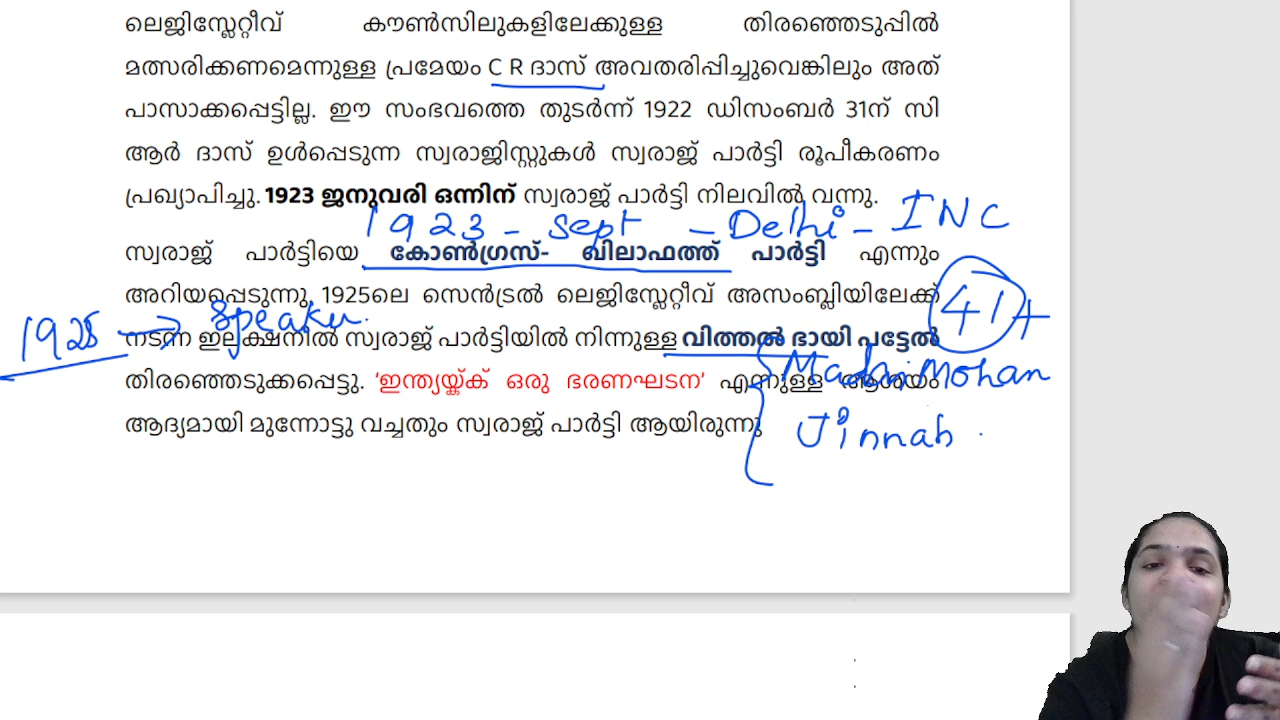 ലെജിസ്ലേറ്റീവ് കൗൺസിലുകളിലേക്കുള്ള തിരഞ്ഞെടുപ്പിൽ
മത്സരിക്കണമെന്നുള്ള പ്രമേയം C R ദാസ് അവതരിപ്പിച്ചുവെങ്കിലും അത്
പാസാക്കപ്പെട്ടില്ല. ഈ സംഭവത്തെ തുടർന്ന് 1922 ഡിസംബർ 31ന് സി
ആർ ദാസ് ഉൾപ്പെടുന്ന സ്വരാജിസ്റ്റുകൾ സ്വരാജ് പാർട്ടി രൂപീകരണം
പ്രഖ്യാപിച്ചു. 1923 ജനുവരി ഒന്നിന് സ്വരാജ് പാർട്ടി നിലവിൽ വന്നു.
1923 - Sept - Delhi - INC
സ്വരാജ് പാർട്ടിയെ കോൺഗ്രസ്- ഖിലാഫത്ത് പാർട്ടി എന്നും
അറിയപ്പെടുന്നു. 1925ലെ സെൻട്രൽ ലെജിസ്ലേറ്റീവ് അസംബ്ലിയിലേക്ക്
41+
1925 → Speaker.
നടന്ന ഇലക്ഷനിൽ സ്വരാജ് പാർട്ടിയിൽ നിന്നുള്ള വിത്തൽ ഭായി പട്ടേൽ
Madan Mohan
തിരഞ്ഞെടുക്കപ്പെട്ടു. 'ഇന്ത്യയ്ക്ക് ഒരു ഭരണഘടന' എന്നുള്ള ആശയം
ആദ്യമായി മുന്നോട്ടു വച്ചതും സ്വരാജ് പാർട്ടി ആയിരുന്നു
Jinnah